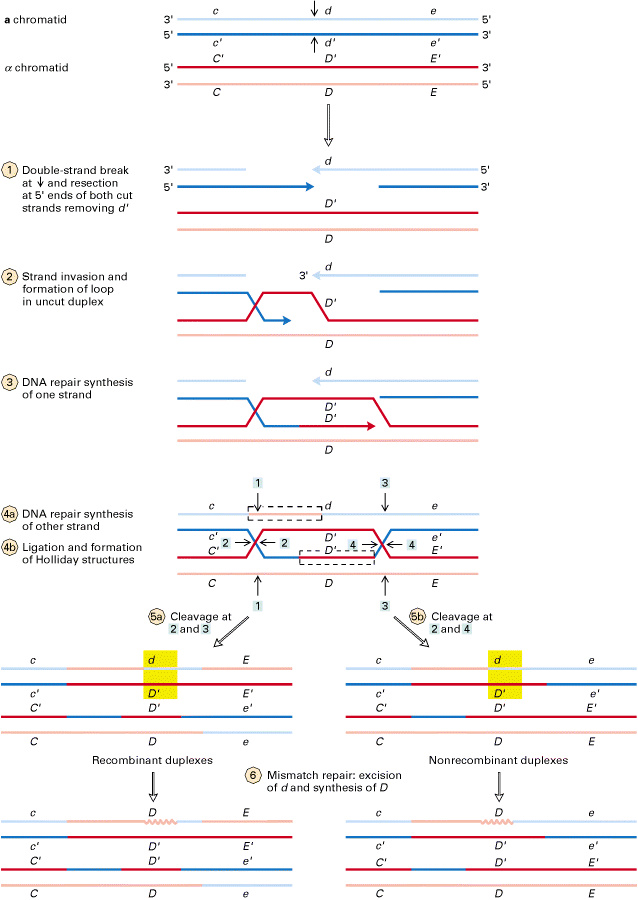 c d e
a chromatid 3' 5'
5' 3'
c' d' e'
C' D' E'
α chromatid 5' 3'
3' 5'
C D E
1 Double-strand break
at ↓ and resection
at 5' ends of both cut
strands removing d'
d
3' 5'
5' 3'
D'
D
2 Strand invasion and
formation of loop
in uncut duplex
3' d
D'
D
3 DNA repair synthesis
of one strand
d
D'
D'
D
1 3
4a DNA repair synthesis
of other strand
4b Ligation and formation
of Holliday structures
c d e
c' D' e'
2 2 4 4
C' D' E'
C D E
1 3
5a Cleavage at
2 and 3
5b Cleavage at
2 and 4
c d E
c' D' E'
C' D' e'
C D e
Recombinant duplexes
c d e
c' D' e'
C' D' E'
C D E
Nonrecombinant duplexes
6 Mismatch repair: excision
of d and synthesis of D
c D E
c' D' E'
C' D' e'
C D e
c D e
c' D' e'
C' D' E'
C D E